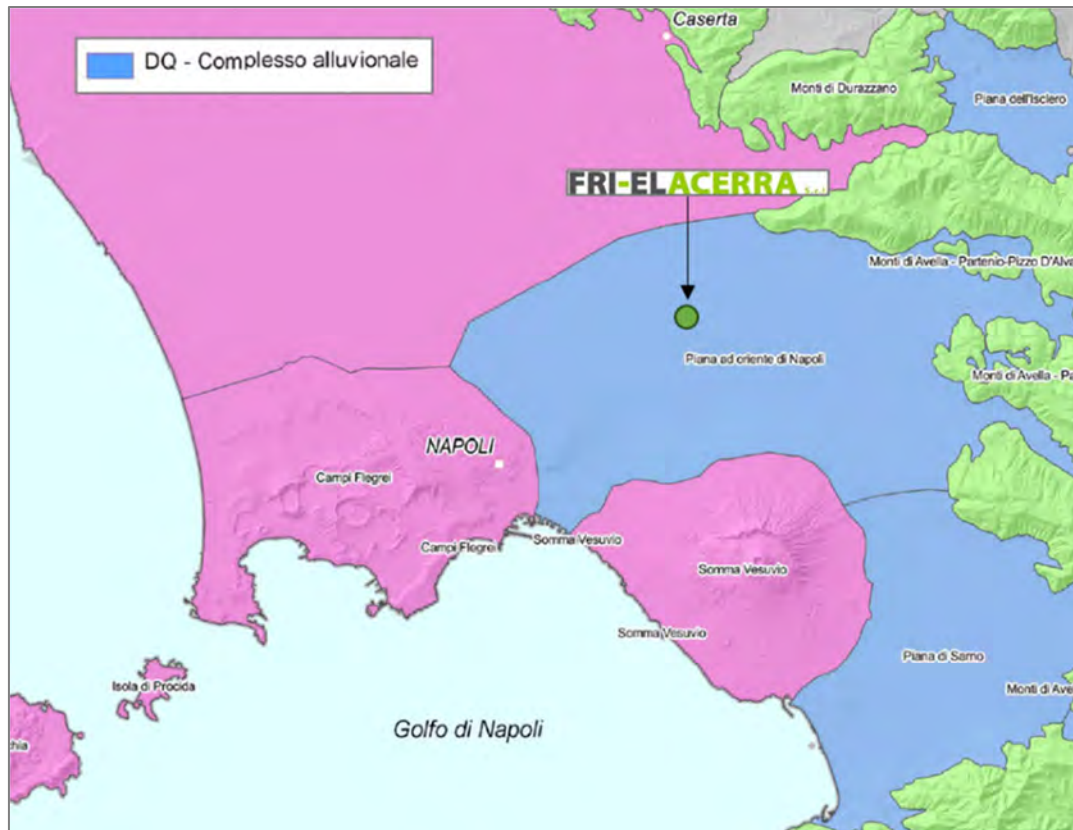 Caserta
DQ - Complesso alluvionale
Monti di Durazzano
Piana dell'Isclero
FRI-ELACERRA S.r.l.
Monti di Avella - Partenio-Pizzo D'Alva
Piana ad oriente di Napoli
Monti di Avella - Pa
NAPOLI
Campi Flegrei
Campi Flegrei
Somma Vesuvio
Somma Vesuvio
Somma Vesuvio
Piana di Sarno
Isola di Procida
Monti di Ave
Golfo di Napoli
hia